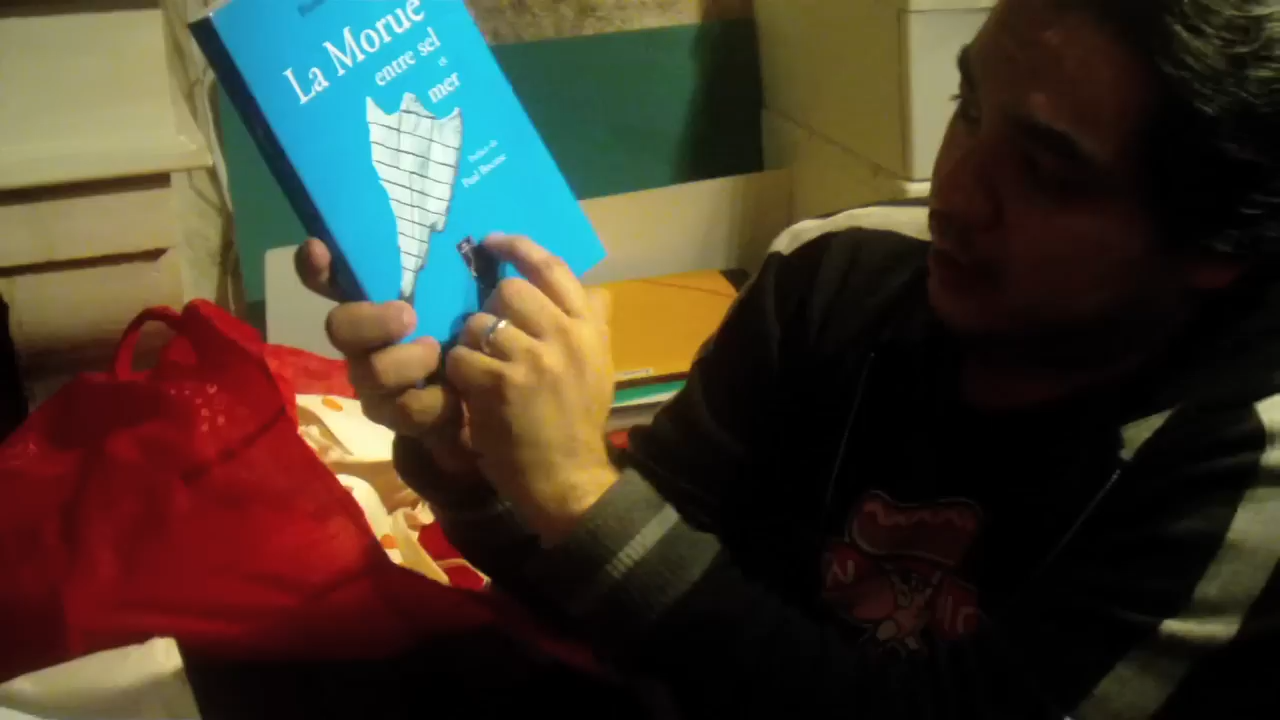 La Morue
entre sel
et
mer
Préface de
Paul Bocuse